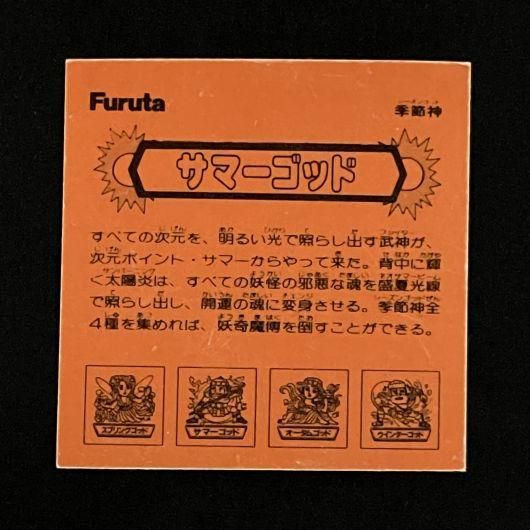 Furuta
季節神
サマーゴッド
すべての次元を、明るい光で照らし出す武神が、
次元ポイント・サマーからやって来た。背中に輝
く太陽炎は、すべての妖怪の邪悪な魂を盛夏光線
で照らし出し、開運の魂に変身させる。季節神全
4種を集めれば、妖奇魔博を倒すことができる。
スプリングゴッド
サマーゴッド
オータムゴッド
ウインターゴッド